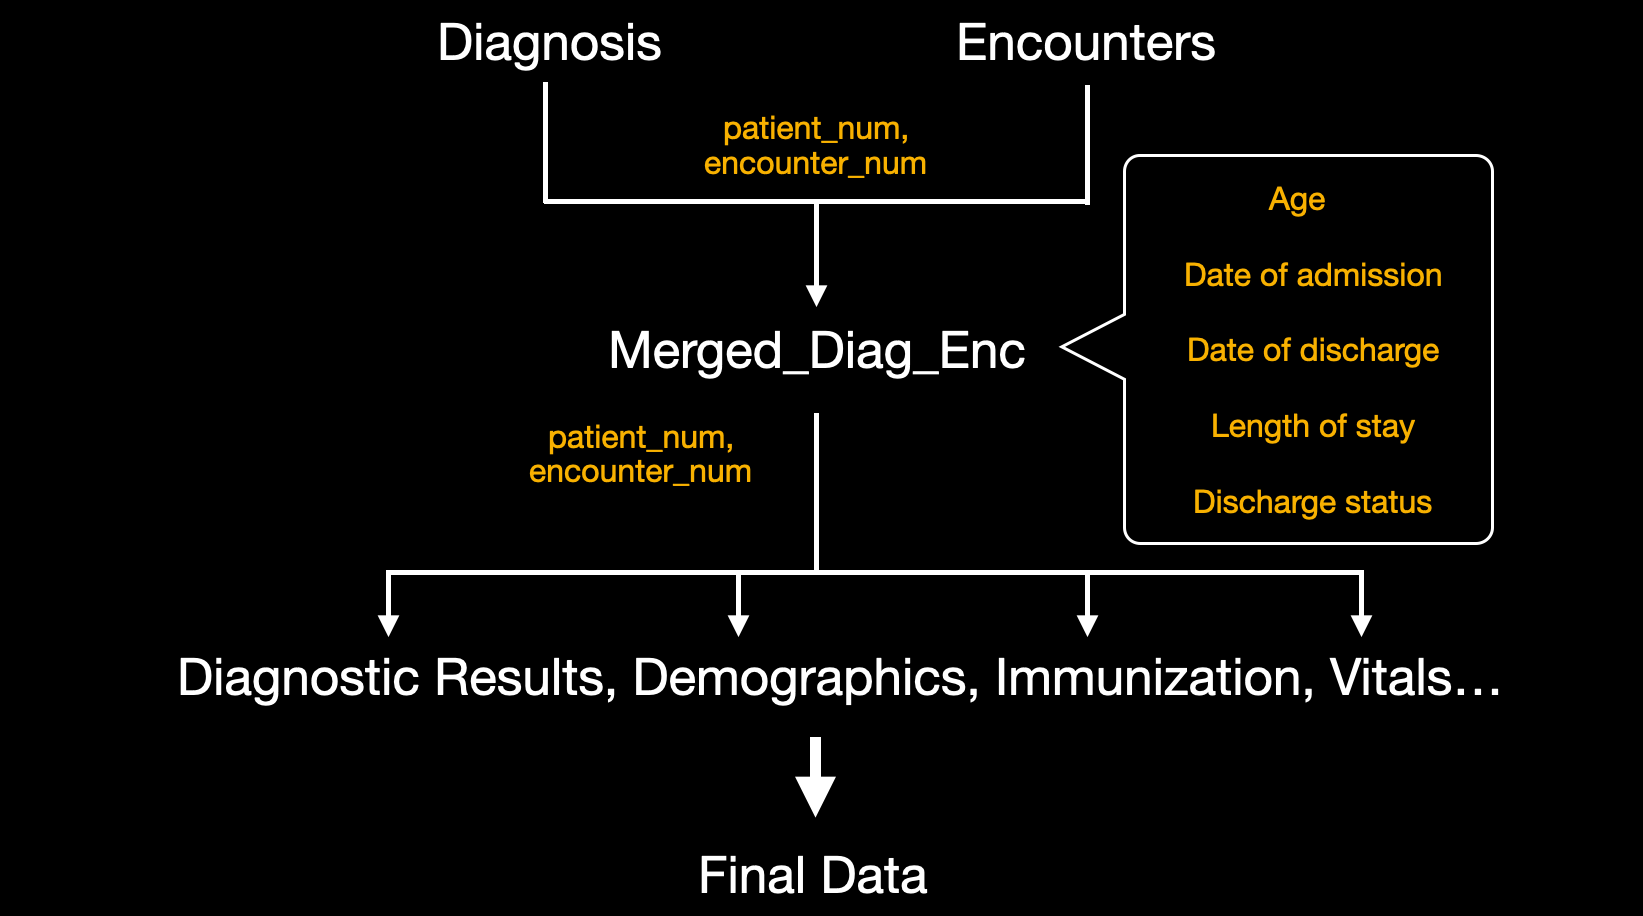 Diagnosis
Encounters
patient_num,
encounter_num
Age
Date of admission
Date of discharge
Length of stay
Discharge status
Merged_Diag_Enc
patient_num,
encounter_num
Diagnostic Results, Demographics, Immunization, Vitals…
Final Data